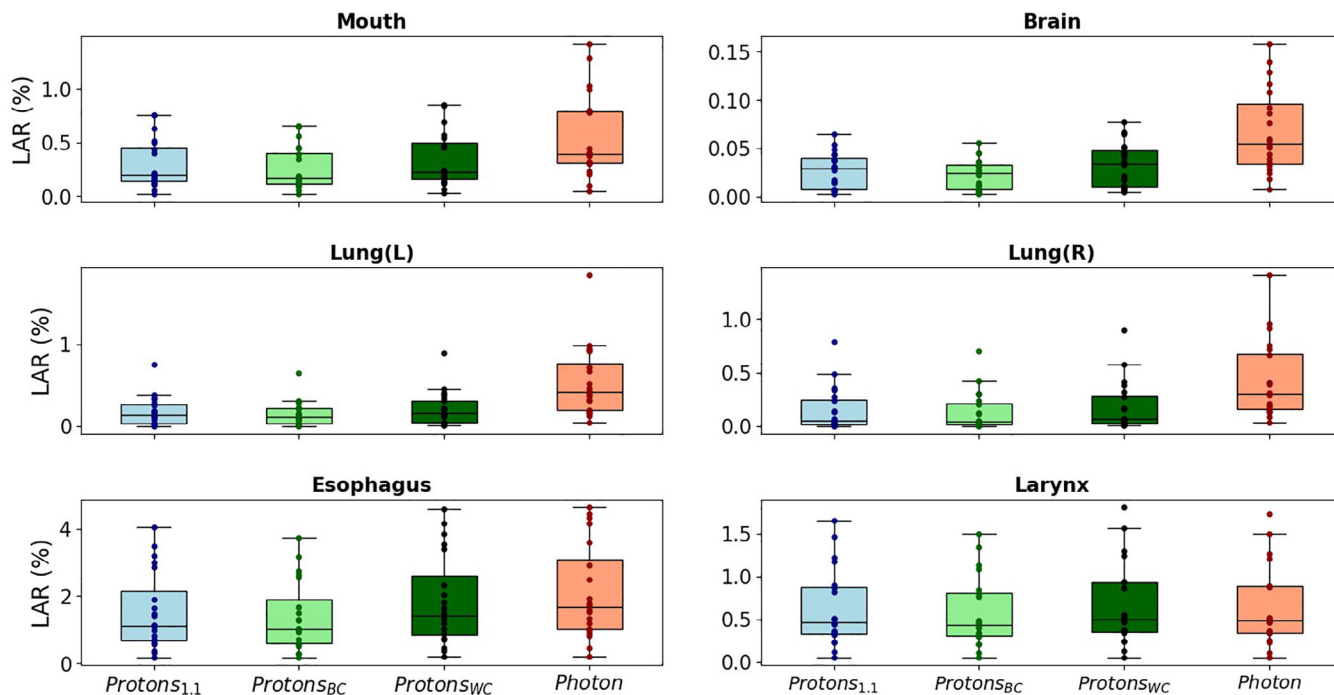 Mouth
Brain
LAR (%)
1.0
0.5
0.0
0.15
0.10
0.05
0.00
Lung(L)
Lung(R)
LAR (%)
1
0
1.0
0.5
0.0
Esophagus
Larynx
LAR (%)
4
2
0
1.5
1.0
0.5
0.0
Protons1.1 ProtonsBC ProtonsWC Photon
Protons1.1 ProtonsBC ProtonsWC Photon